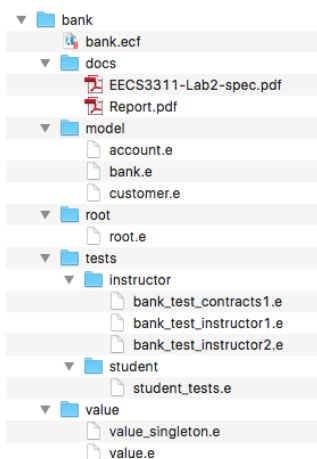 bank
bank.ecf
docs
EECS3311-Lab2-spec.pdf
Report.pdf
model
account.e
bank.e
customer.e
root
root.e
tests
instructor
bank_test_contracts1.e
bank_test_instructor1.e
bank_test_instructor2.e
student
student_tests.e
value
value_singleton.e
value.e